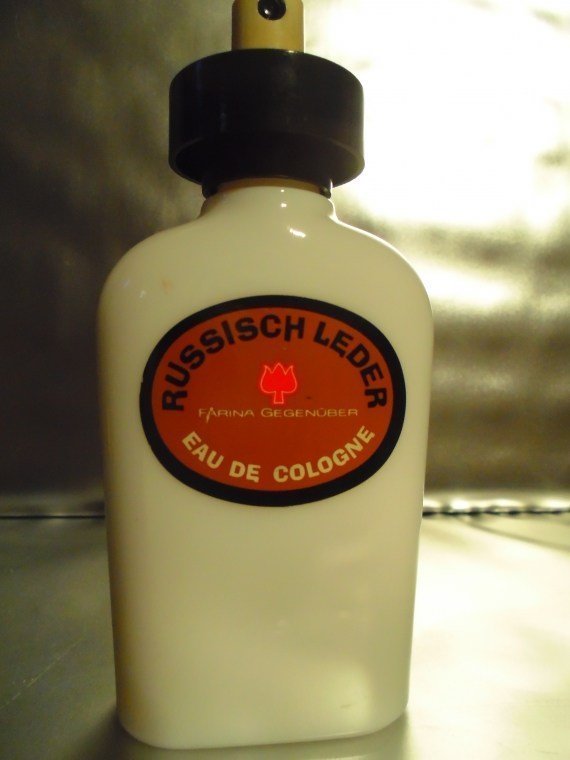 RUSSISCH LEDER
FARINA GEGENÜBER
EAU DE COLOGNE